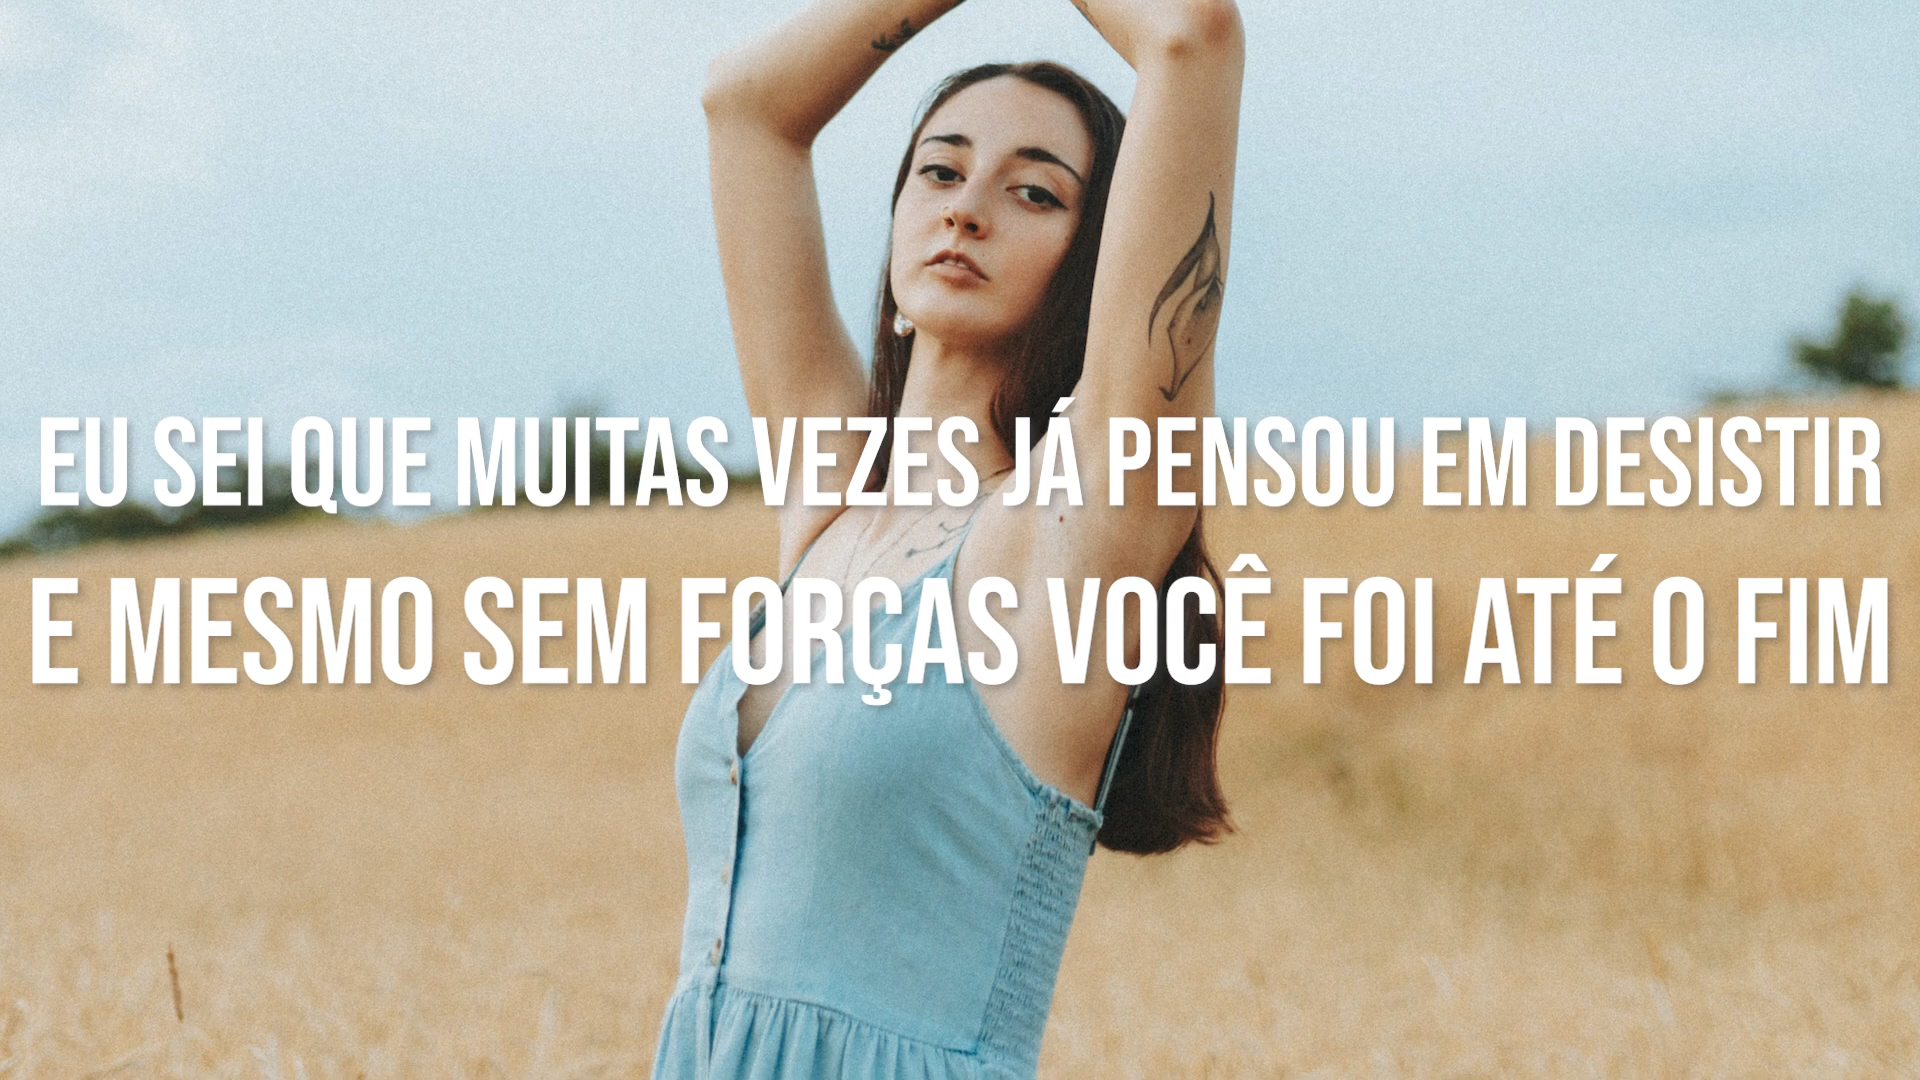 EU SEI QUE MUITAS VEZES JÁ PENSOU EM DESISTIR
E MESMO SEM FORÇAS VOCÊ FOI ATÉ O FIM